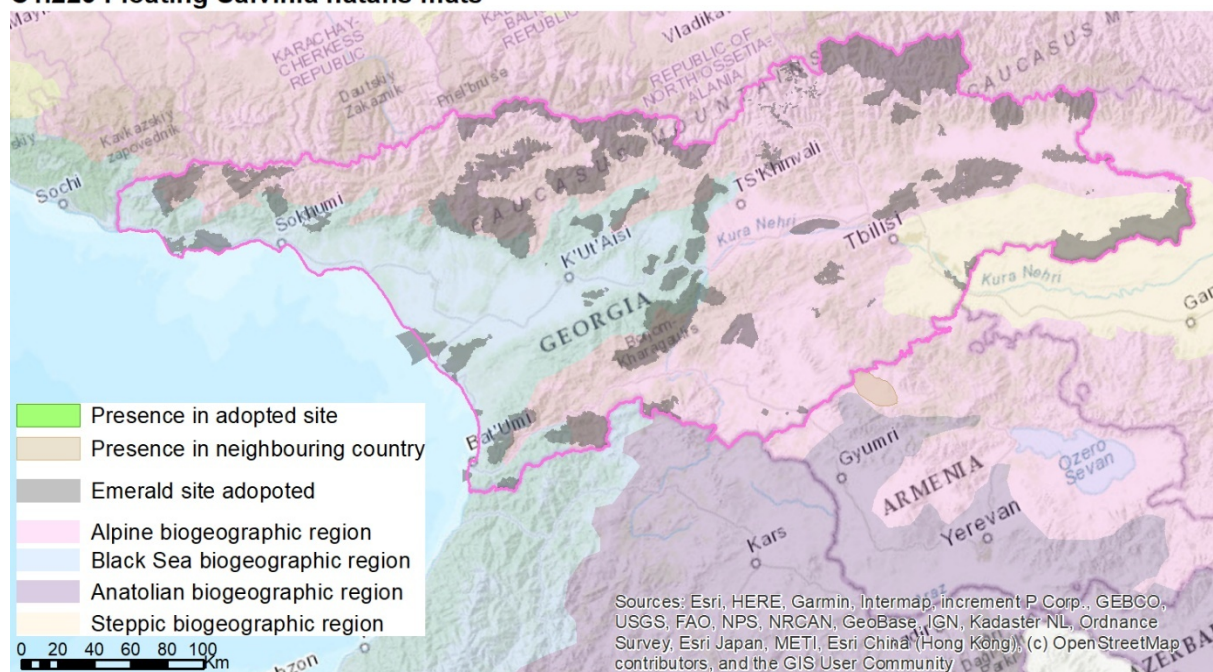 KARACHAY-
CHERKESS
REPUBLIC
Vladika
REPUBLIC OF
NORTH OSSETIA-
ALANIA
Dautskiy
Zakaznik
Priel'bruse
Kavkazskiy
zapovednik
CAUCASUS
CAUCASUS MOUNTAINS
Sochi
Sokhumi
Ts'Khinvali
K'Ut'Aisi
Kura Nehri
Tbilisi
Kura Nehri
GEORGIA
Gan
Bat'Umi
Gyumri
Ozero
Sevan
ARMENIA
Kars
Yerevan
Presence in adopted site
Presence in neighbouring country
Emerald site adopoted
Alpine biogeographic region
Black Sea biogeographic region
Anatolian biogeographic region
Steppic biogeographic region
0 20 40 60 80 100
Km
bzon
Sources: Esri, HERE, Garmin, Intermap, increment P Corp., GEBCO,
USGS, FAO, NPS, NRCAN, GeoBase, IGN, Kadaster NL, Ordnance
Survey, Esri Japan, METI, Esri China (Hong Kong), (c) OpenStreetMap
contributors, and the GIS User Community